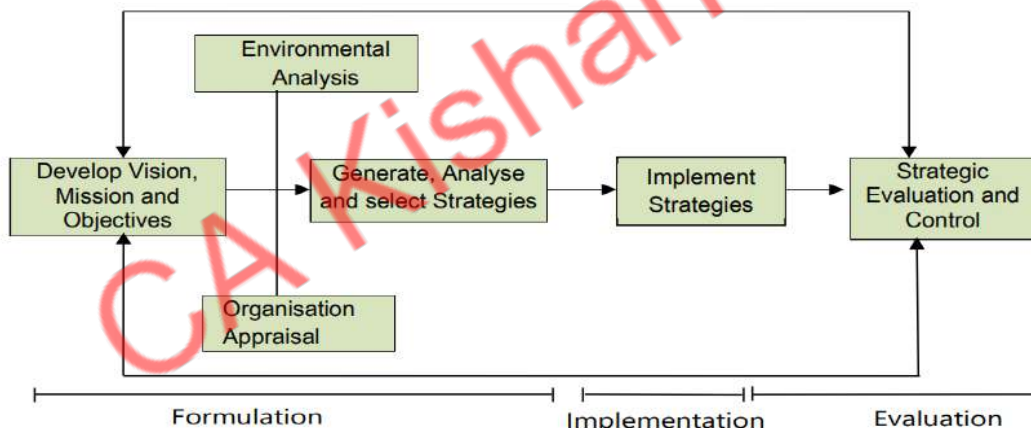 Environmental
Analysis
Develop Vision,
Mission and
Objectives
Generate, Analyse
and select Strategies
Implement
Strategies
Strategic
Evaluation and
Control
Organisation
Appraisal
Formulation
Implementation
Evaluation
CA Kishan